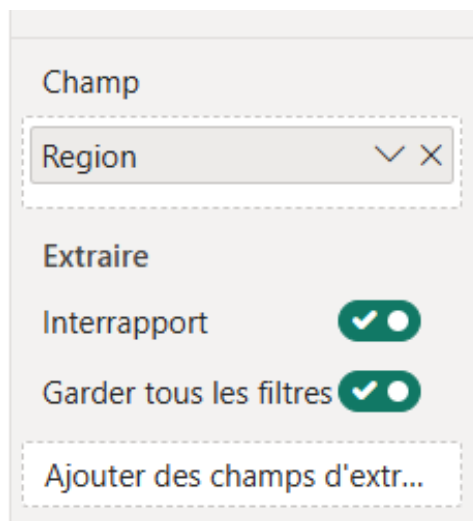 Champ
Region
Extraire
Interrapport
Garder tous les filtres
Ajouter des champs d'extr...